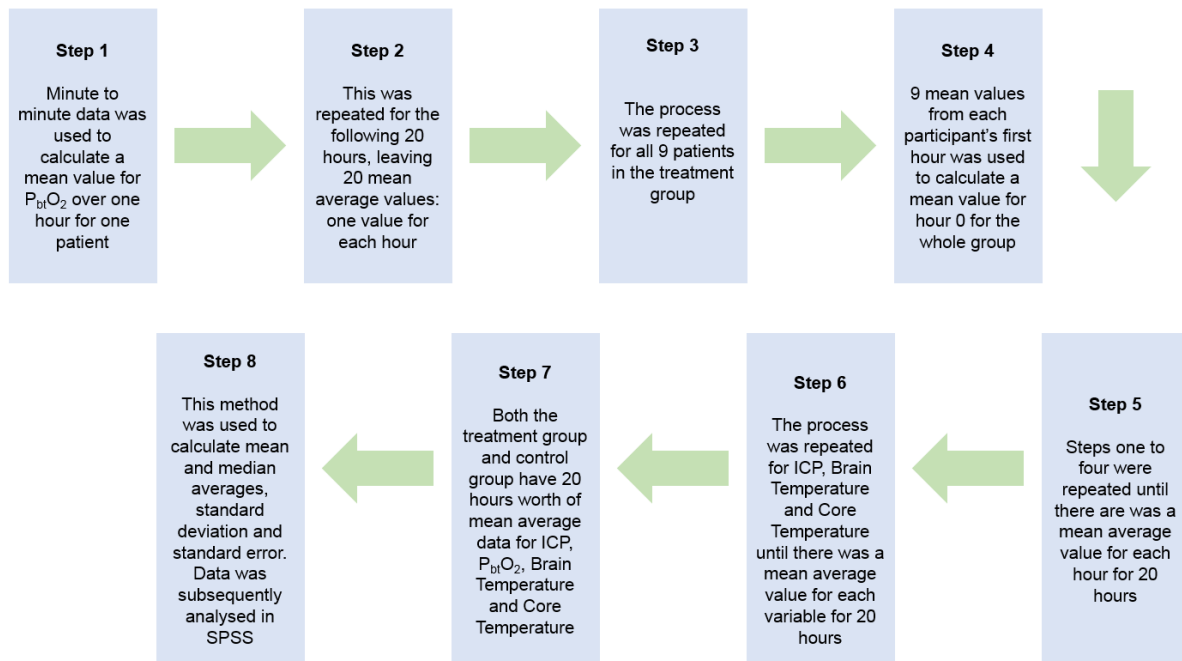 Step 1
Minute to
minute data was
used to
calculate a
mean value for
PbtO2 over one
hour for one
patient
Step 2
This was
repeated for the
following 20
hours, leaving
20 mean
average values:
one value for
each hour
Step 3
The process
was repeated
for all 9 patients
in the treatment
group
Step 4
9 mean values
from each
participant's first
hour was used
to calculate a
mean value for
hour 0 for the
whole group
Step 5
Steps one to
four were
repeated until
there are was a
mean average
value for each
hour for 20
hours
Step 6
The process
was repeated
for ICP, Brain
Temperature
and Core
Temperature
until there was a
mean average
value for each
variable for 20
hours
Step 7
Both the
treatment group
and control
group have 20
hours worth of
mean average
data for ICP,
PbtO2, Brain
Temperature
and Core
Temperature
Step 8
This method
was used to
calculate mean
and median
averages,
standard
deviation and
standard error.
Data was
subsequently
analysed in
SPSS